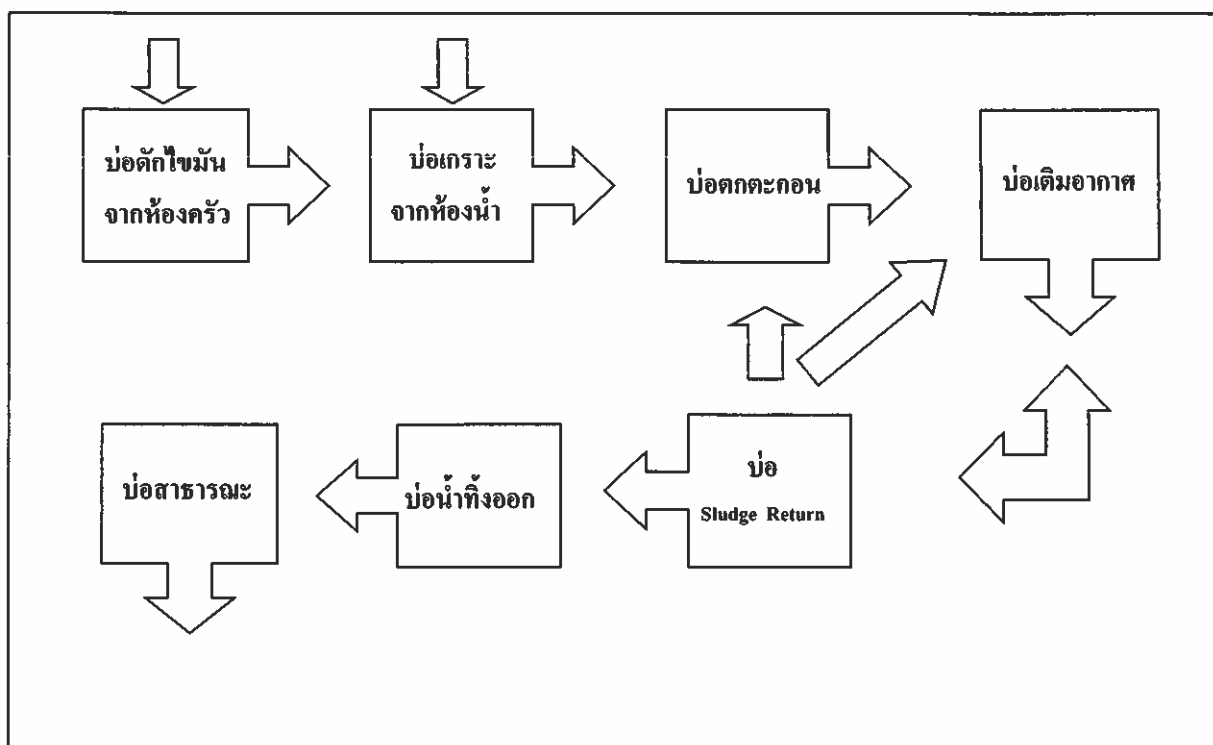 บ่อดักไขมัน
จากห้องครัว
บ่อเกราะ
จากห้องน้ำ
บ่อตกตะกอน
บ่อเติมอากาศ
บ่อสาธารณะ
บ่อน้ำทิ้งออก
บ่อ
Sludge Return